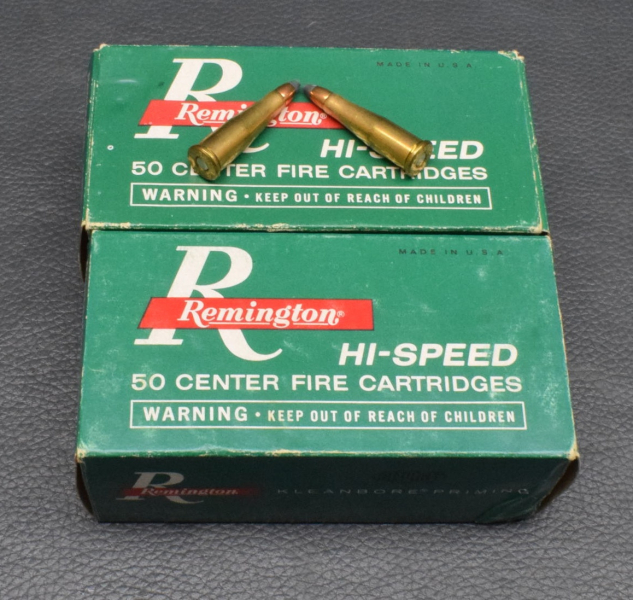 MADE IN U.S.A.
R
Remington
HI-SPEED
50 CENTER FIRE CARTRIDGES
WARNING • KEEP OUT OF REACH OF CHILDREN
MADE IN U.S.A.
R
Remington®
HI-SPEED
50 CENTER FIRE CARTRIDGES
WARNING • KEEP OUT OF REACH OF CHILDREN
R
Remington
KLEANBORE® PRIMING